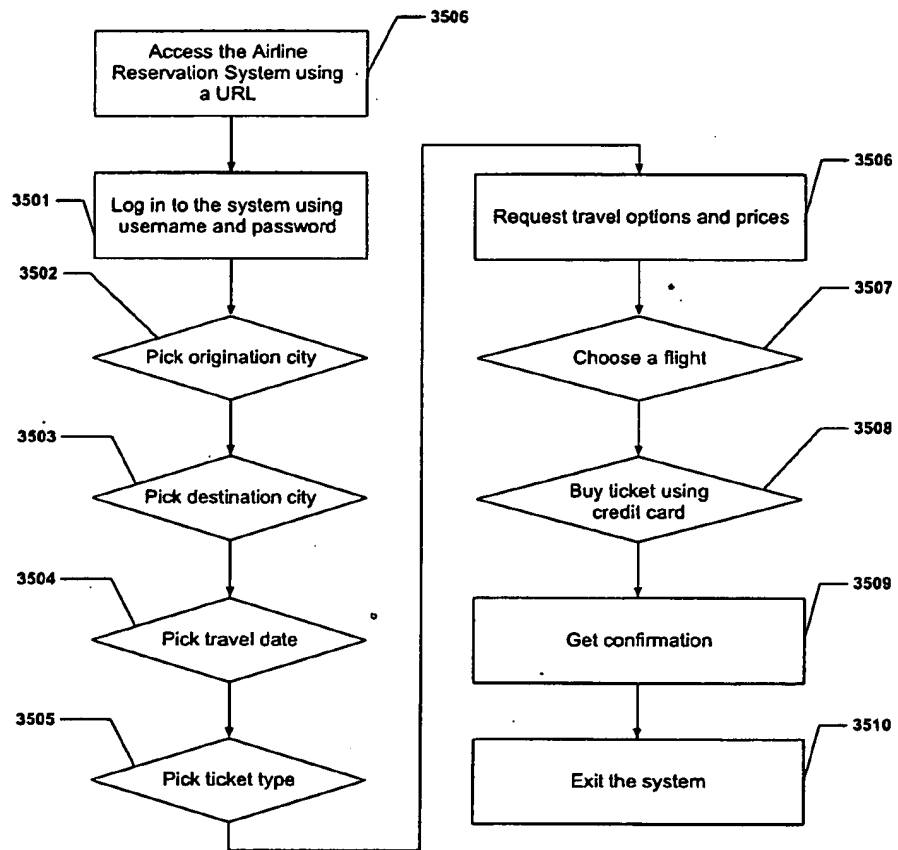 3506
Access the Airline
Reservation System using
a URL
3501
Log in to the system using
username and password
3502
Pick origination city
3503
Pick destination city
3504
Pick travel date
3505
Pick ticket type
3506
Request travel options and prices
3507
Choose a flight
3508
Buy ticket using
credit card
3509
Get confirmation
3510
Exit the system